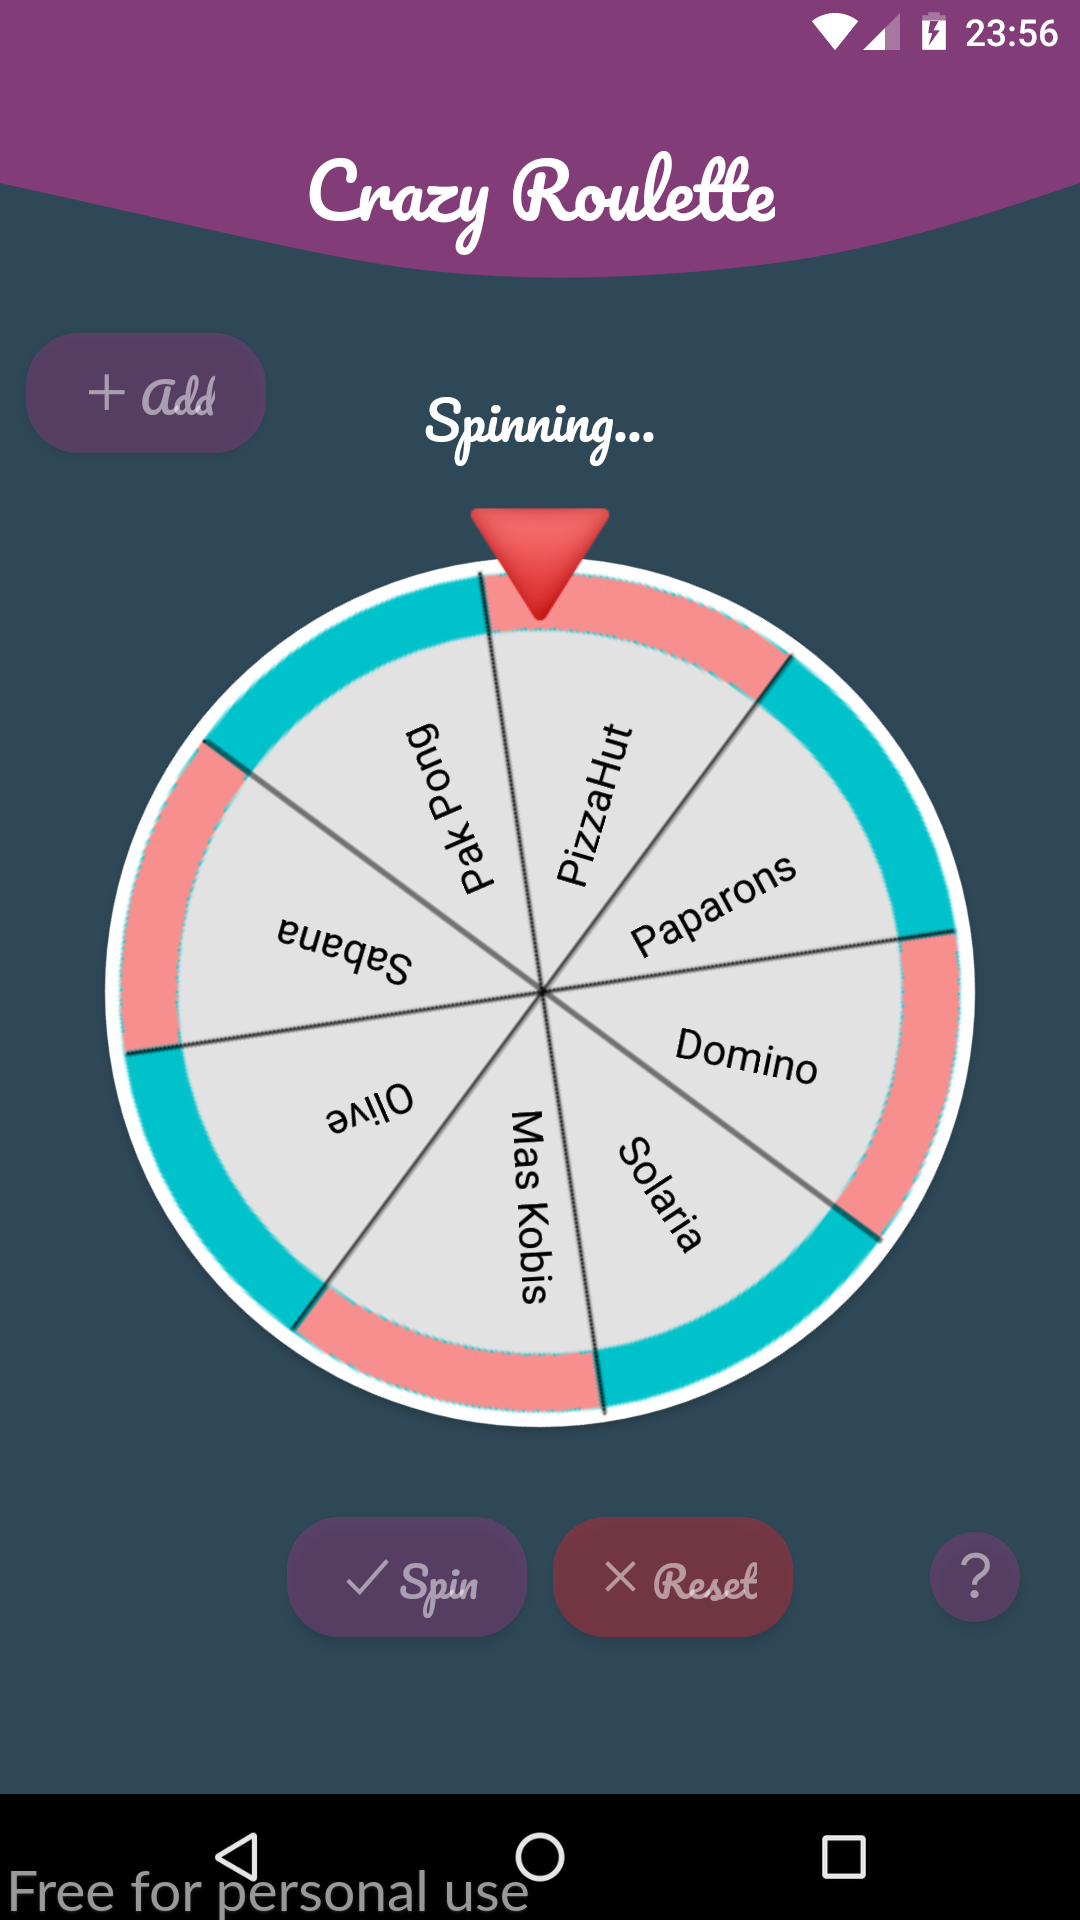 23:56
Crazy Roulette
+ Add
Spinning...
PizzaHut
Paparons
Domino
Solaria
Mas Kobis
Olive
Sabana
Pak Pong
Spin
Reset
?
Free for personal use